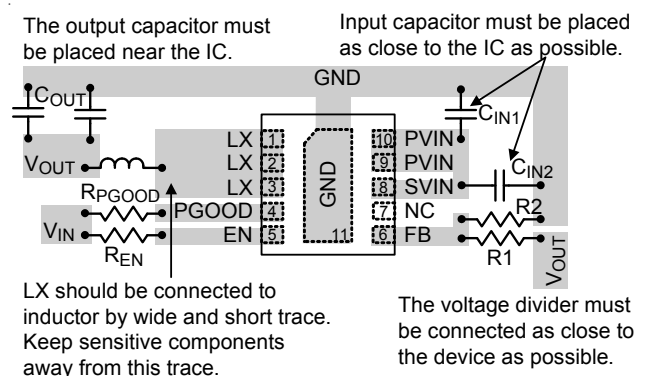 The output capacitor must
be placed near the IC.
Input capacitor must be placed
as close to the IC as possible.
GND
COUT
CIN1
LX 1
LX 2
LX 3
PGOOD 4
EN 5
GND
11
10 PVIN
9 PVIN
8 SVIN
7 NC
6 FB
VOUT
CIN2
RPGOOD
R2
VIN
REN
R1
VOUT
LX should be connected to
inductor by wide and short trace.
Keep sensitive components
away from this trace.
The voltage divider must
be connected as close to
the device as possible.